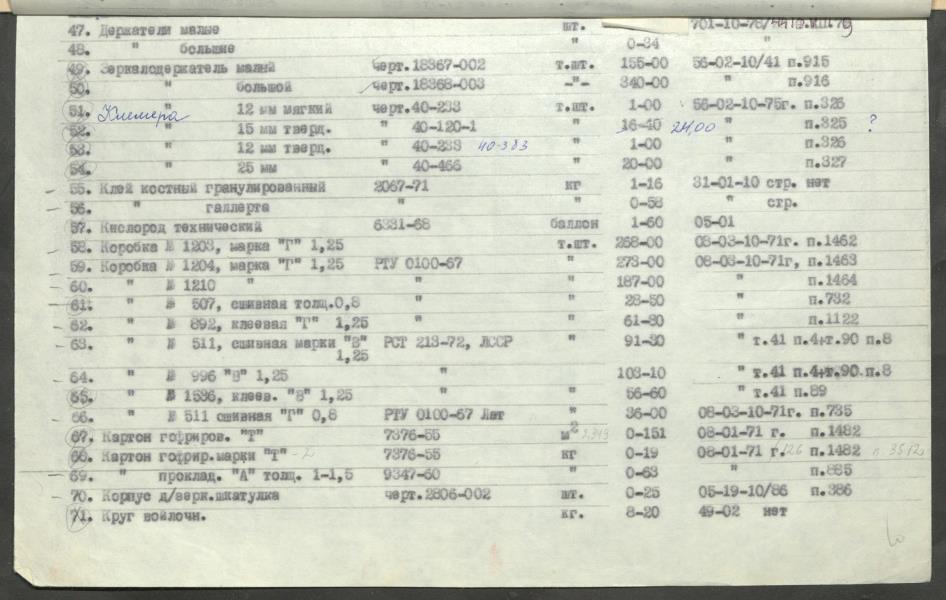 47. Держатели малые шт. 701-10-76/
48. " большие " 0-34 "
49. Зеркалодержатель малый черт.18367-002 т.шт. 155-00 56-02-10/41 п.915
50. " большой черт.18368-003 -"- 340-00 " п.916
51. " 12 мм мягкий черт.40-233 т.шт. 1-00 56-02-10-75г. п.326
Клемера
52. " 15 мм тверд. " 40-120-1 " 16-40 24,00 " п.325 ?
53. " 12 мм тверд. " 40-233 40-383 " 1-00 " п.326
54. " 25 мм " 40-466 " 20-00 " п.327
55. Клей костный гранулированный 2067-71 кг 1-16 31-01-10 стр. нет
56. " галлерта " 0-58 " стр.
57. Кислород технический 6331-68 баллон 1-60 05-01
58. Коробка № 1203, марка "Г" 1,25 т.шт. 268-00 08-03-10-71г. п.1462
59. Коробка № 1204, марка "Г" 1,25 РТУ 0100-67 " 273-00 08-03-10-71г, п.1463
60. " № 1210 " " " 187-00 " п.1464
61. " № 507, сшивная толщ.0,8 " " 28-50 " п.732
62. " № 892, клеевая "Г" 1,25 " " 61-80 " п.1122
63. " № 511, сшивная марки "В" РСТ 213-72, ЛССР " 91-30 " т.41 п.4+т.90 п.8
1,25
64. " № 996 "В" 1,25 " 103-10 " т.41 п.4+т.90 п.8
65. " № 1536, клеев. "В" 1,25 " " 56-60 " т.41 п.89
66. " № 511 сшивная "Г" 0,8 РТУ 0100-67 Лат " 36-00 08-03-10-71г. п.735
67. Картон гофриров. "Т" 7376-55 м2 0-151 08-01-71 г. п.1482
68. Картон гофрир.марки "Т" 7376-55 кг 0-19 08-01-71 г. п.1482
69. " проклад. "А" толщ. 1-1,5 9347-60 " 0-63 " п.885
70. Корпус д/верк.шкатулка черт.2806-002 шт. 0-25 05-19-10/86 п.386
71. Круг войлочн. кг. 8-20 49-02 нет